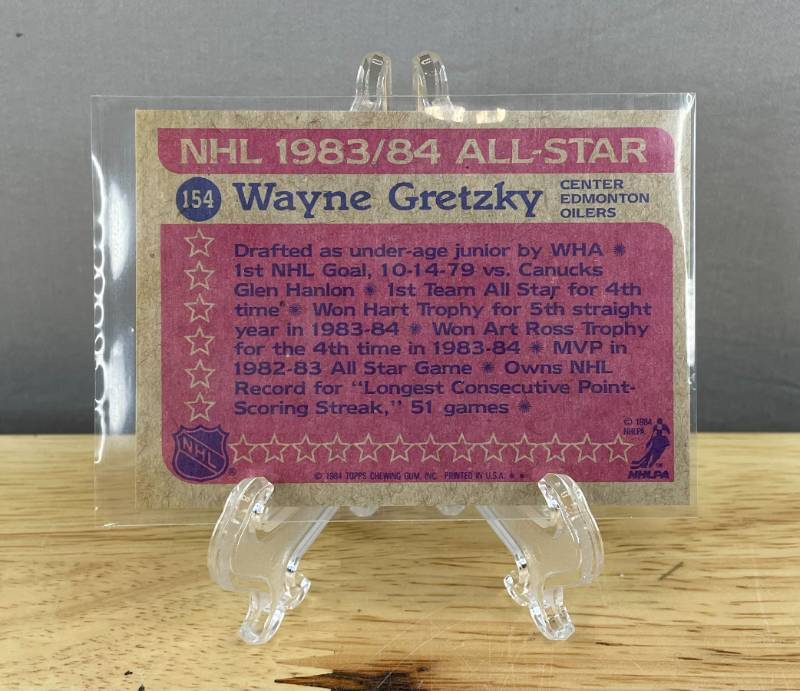 NHL 1983/84 ALL-STAR
154 Wayne Gretzky
CENTER
EDMONTON
OILERS
Drafted as under-age junior by WHA ✺
1st NHL Goal, 10-14-79 vs. Canucks
Glen Hanlon ✺ 1st Team All Star for 4th
time ✺ Won Hart Trophy for 5th straight
year in 1983-84 ✺ Won Art Ross Trophy
for the 4th time in 1983-84 ✺ MVP in
1982-83 All Star Game ✺ Owns NHL
Record for “Longest Consecutive Point-
Scoring Streak,” 51 games ✺
© 1984
NHLPA
NHL ®
™
NHLPA
© 1984 TOPPS CHEWING GUM, INC. PRINTED IN U.S.A. * *